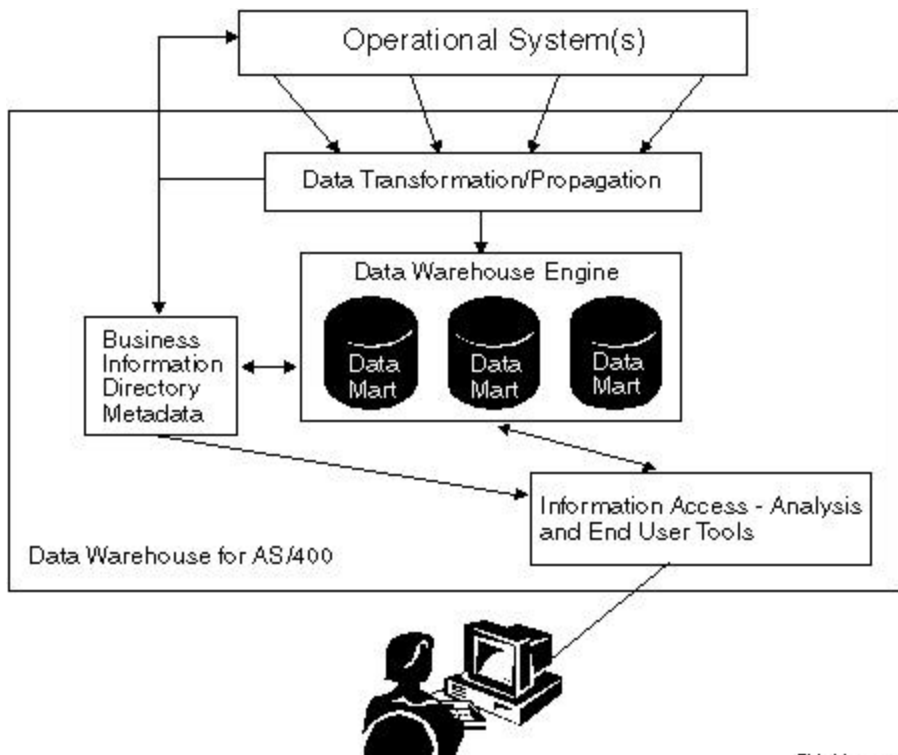 Operational System(s)
Data Transformation/Propagation
Data Warehouse Engine
Data
Mart
Data
Mart
Data
Mart
Business
Information
Directory
Metadata
Information Access - Analysis
and End User Tools
Data Warehouse for AS/400